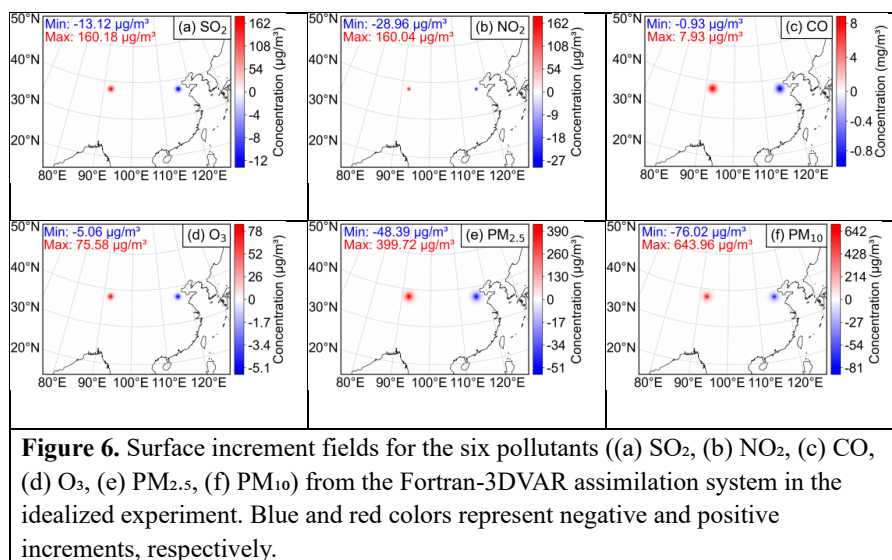 Min: -13.12 µg/m³
Max: 160.18 µg/m³
(a) SO₂
50°N
40°N
30°N
20°N
80°E 90°E 100°E 110°E 120°E
162
108
54
0
-4
-8
-12
Concentration (µg/m³)
Min: -28.96 µg/m³
Max: 160.04 µg/m³
(b) NO₂
50°N
40°N
30°N
20°N
80°E 90°E 100°E 110°E 120°E
162
108
54
0
-9
-18
-27
Concentration (µg/m³)
Min: -0.93 µg/m³
Max: 7.93 µg/m³
(c) CO
50°N
40°N
30°N
20°N
80°E 90°E 100°E 110°E 120°E
8
4
0
-0.4
-0.8
Concentration (mg/m³)
Min: -5.06 µg/m³
Max: 75.58 µg/m³
(d) O₃
50°N
40°N
30°N
20°N
80°E 90°E 100°E 110°E 120°E
78
52
26
0
-1.7
-3.4
-5.1
Concentration (µg/m³)
Min: -48.39 µg/m³
Max: 399.72 µg/m³
(e) PM₂.₅
50°N
40°N
30°N
20°N
80°E 90°E 100°E 110°E 120°E
390
260
130
0
-17
-34
-51
Concentration (µg/m³)
Min: -76.02 µg/m³
Max: 643.96 µg/m³
(f) PM₁₀
50°N
40°N
30°N
20°N
80°E 90°E 100°E 110°E 120°E
642
428
214
0
-27
-54
-81
Concentration (µg/m³)
Figure 6. Surface increment fields for the six pollutants ((a) SO₂, (b) NO₂, (c) CO,
(d) O₃, (e) PM₂.₅, (f) PM₁₀) from the Fortran-3DVAR assimilation system in the
idealized experiment. Blue and red colors represent negative and positive
increments, respectively.